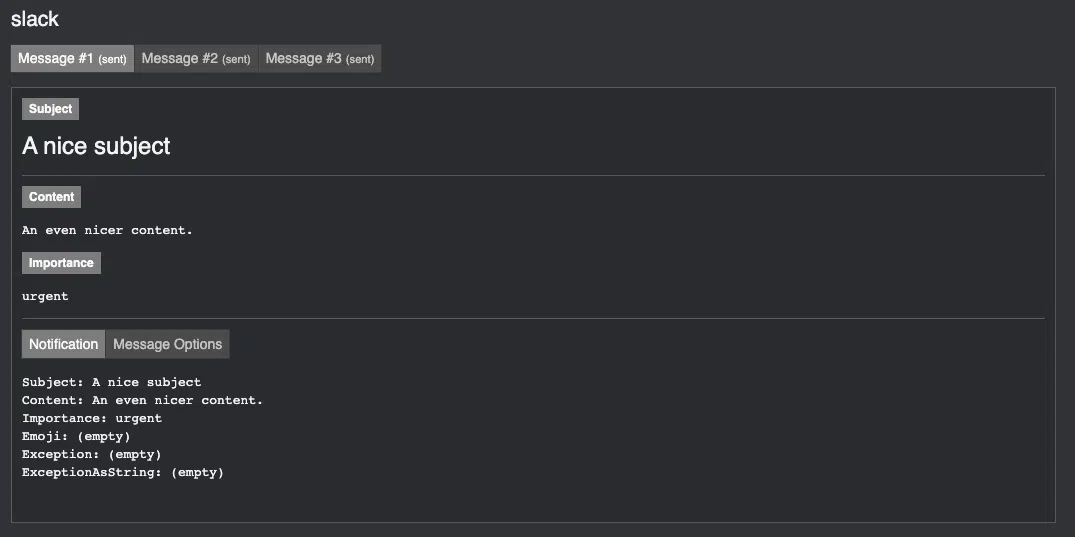 slack
Message #1 (sent) Message #2 (sent) Message #3 (sent)
Subject
A nice subject
Content
An even nicer content.
Importance
urgent
Notification Message Options
Subject: A nice subject
Content: An even nicer content.
Importance: urgent
Emoji: (empty)
Exception: (empty)
ExceptionAsString: (empty)